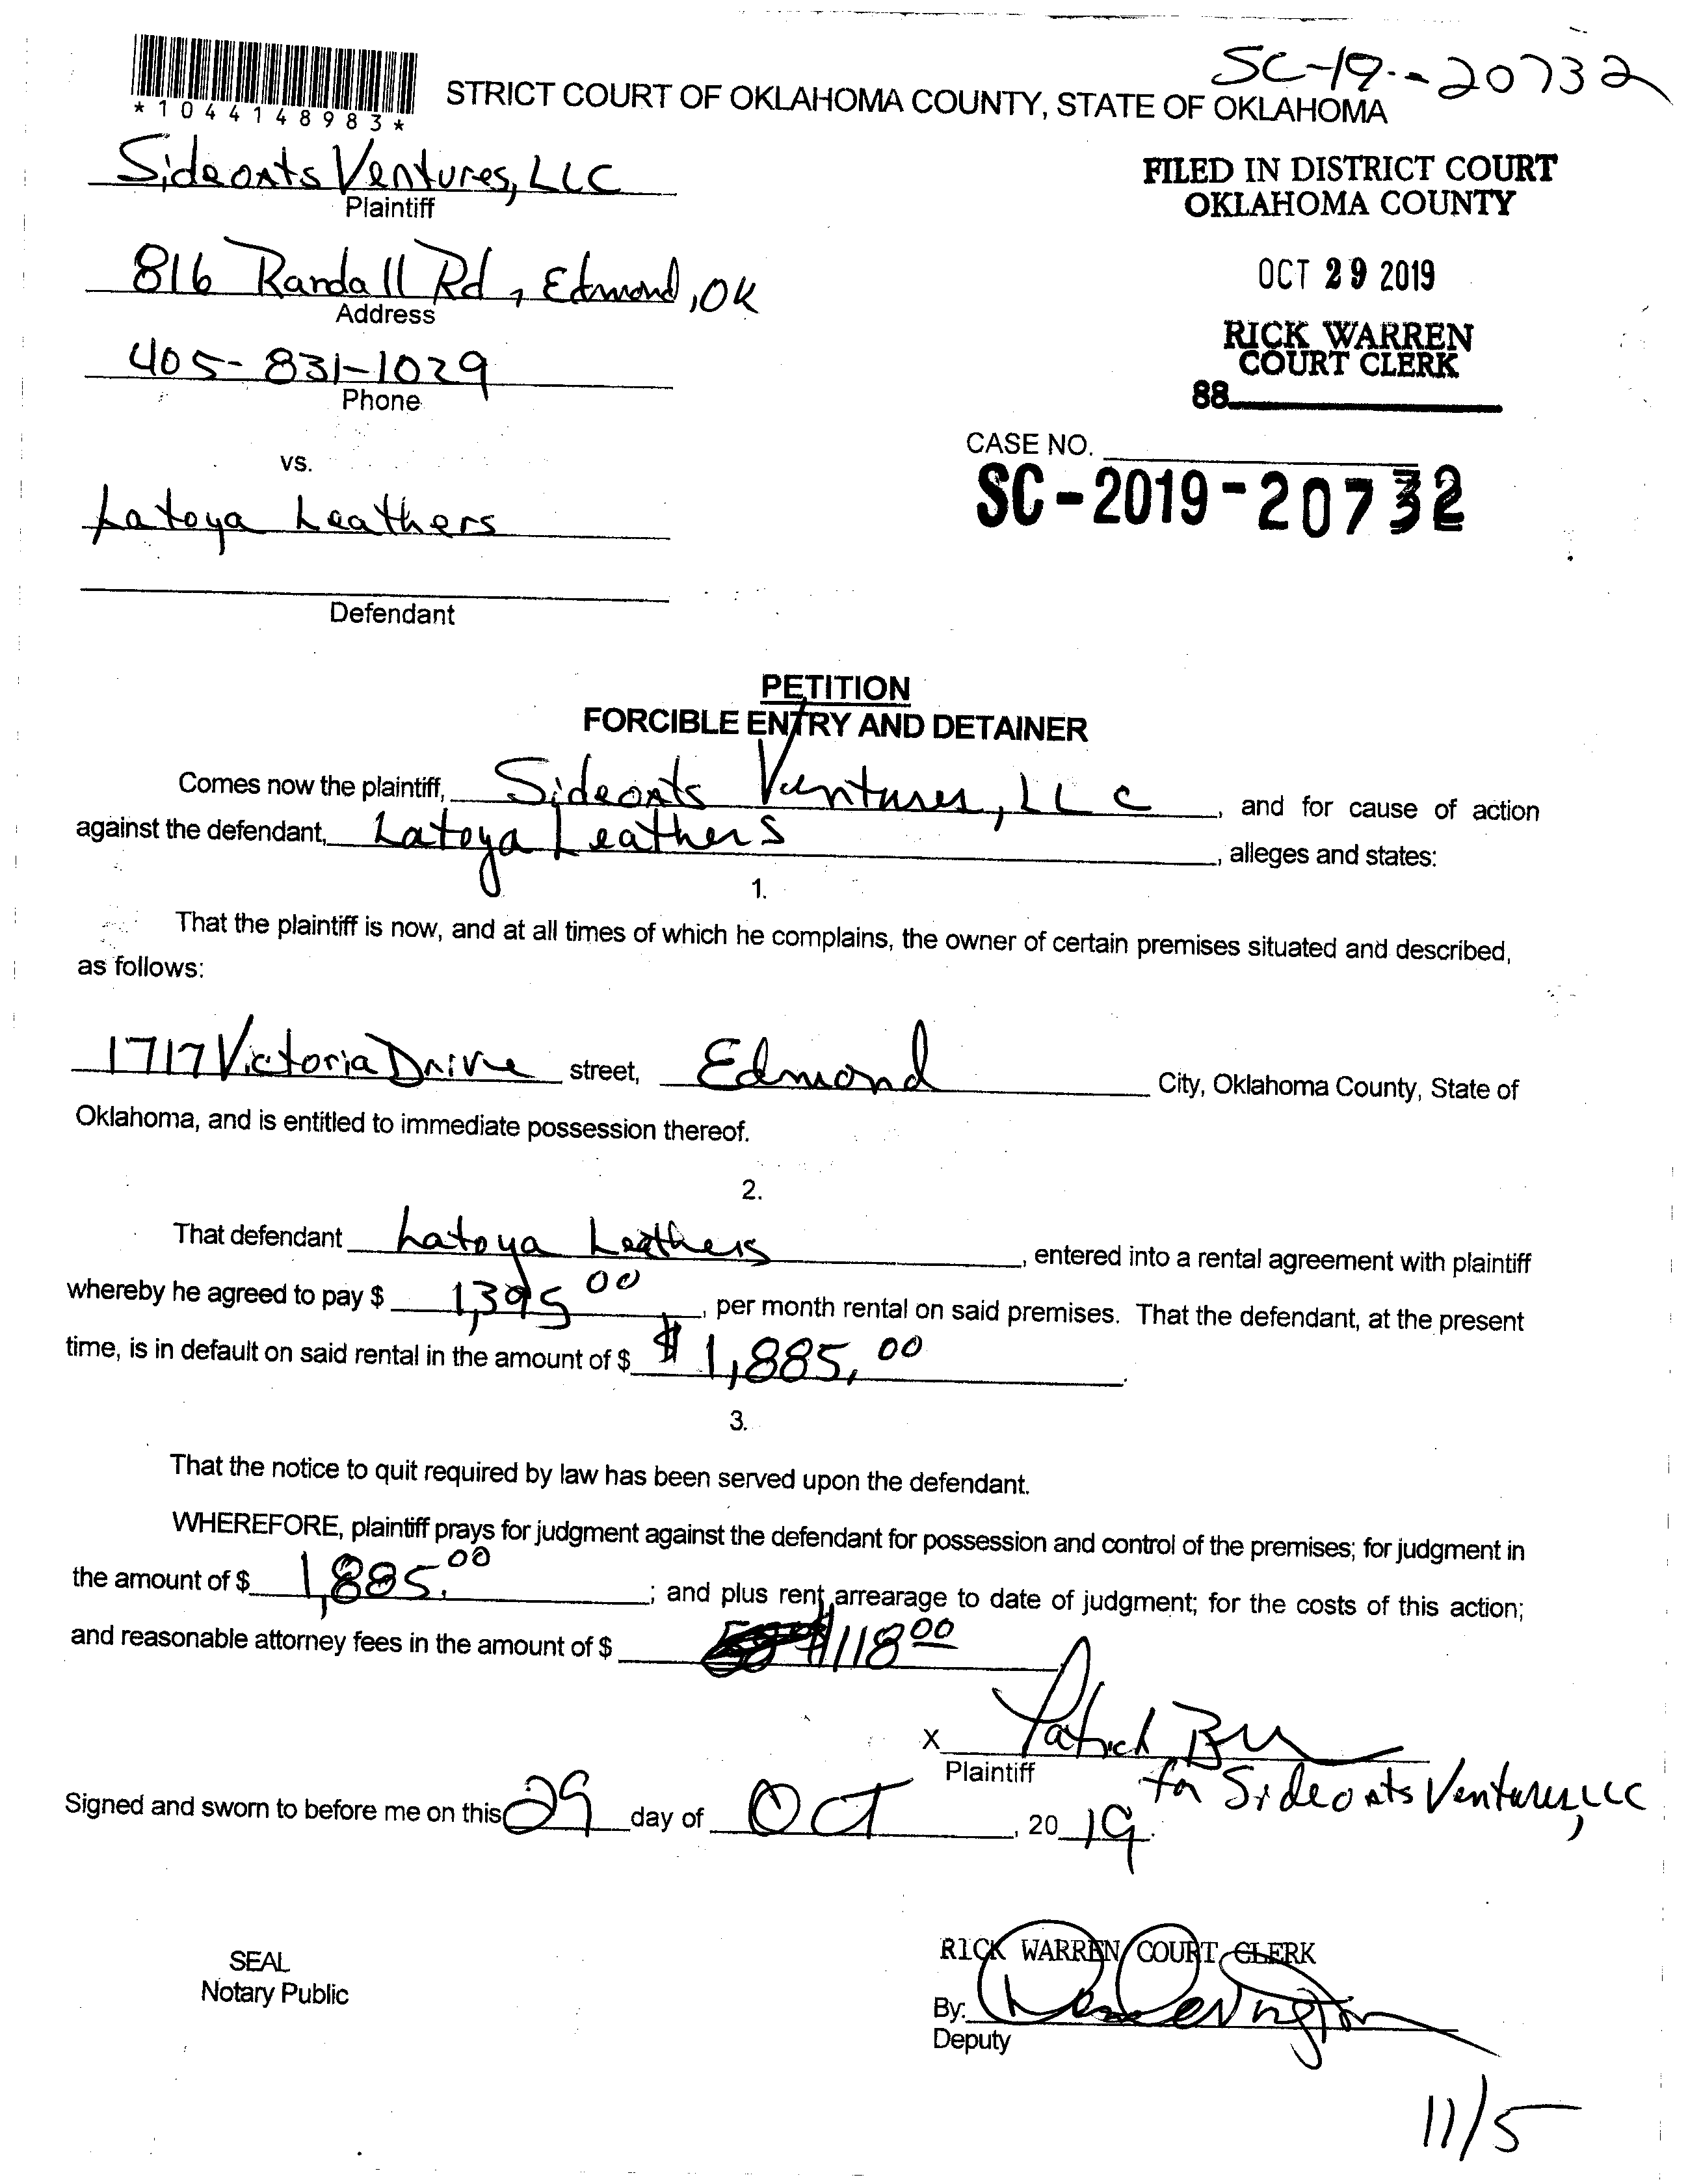 SC-19--20732
*1044148983*
STRICT COURT OF OKLAHOMA COUNTY, STATE OF OKLAHOMA
Sideoats Ventures, LLC
Plaintiff
FILED IN DISTRICT COURT
OKLAHOMA COUNTY
816 Randall Rd, Edmond, OK
Address
OCT 29 2019
405-831-1029
Phone
RICK WARREN
COURT CLERK
88
vs.
CASE NO.
SC-2019-20732
Latoya Leathers
Defendant
PETITION
FORCIBLE ENTRY AND DETAINER
Comes now the plaintiff, Sideoats Ventures, LLC, and for cause of action
against the defendant, Latoya Leathers, alleges and states:
1.
That the plaintiff is now, and at all times of which he complains, the owner of certain premises situated and described,
as follows:
1717 Victoria Drive street, Edmond City, Oklahoma County, State of
Oklahoma, and is entitled to immediate possession thereof.
2.
That defendant Latoya Leathers, entered into a rental agreement with plaintiff
whereby he agreed to pay $ 1,395 00, per month rental on said premises. That the defendant, at the present
time, is in default on said rental in the amount of $ $1,885.00.
3.
That the notice to quit required by law has been served upon the defendant.
WHEREFORE, plaintiff prays for judgment against the defendant for possession and control of the premises; for judgment in
the amount of $ 1,885.00; and plus rent arrearage to date of judgment; for the costs of this action;
and reasonable attorney fees in the amount of $ $118 00
X Patrick
Plaintiff
for Sideoats Ventures, LLC
Signed and sworn to before me on this 29 day of OCT, 2019.
RICK WARREN COURT CLERK
SEAL
Notary Public
By:
Deputy
11/5